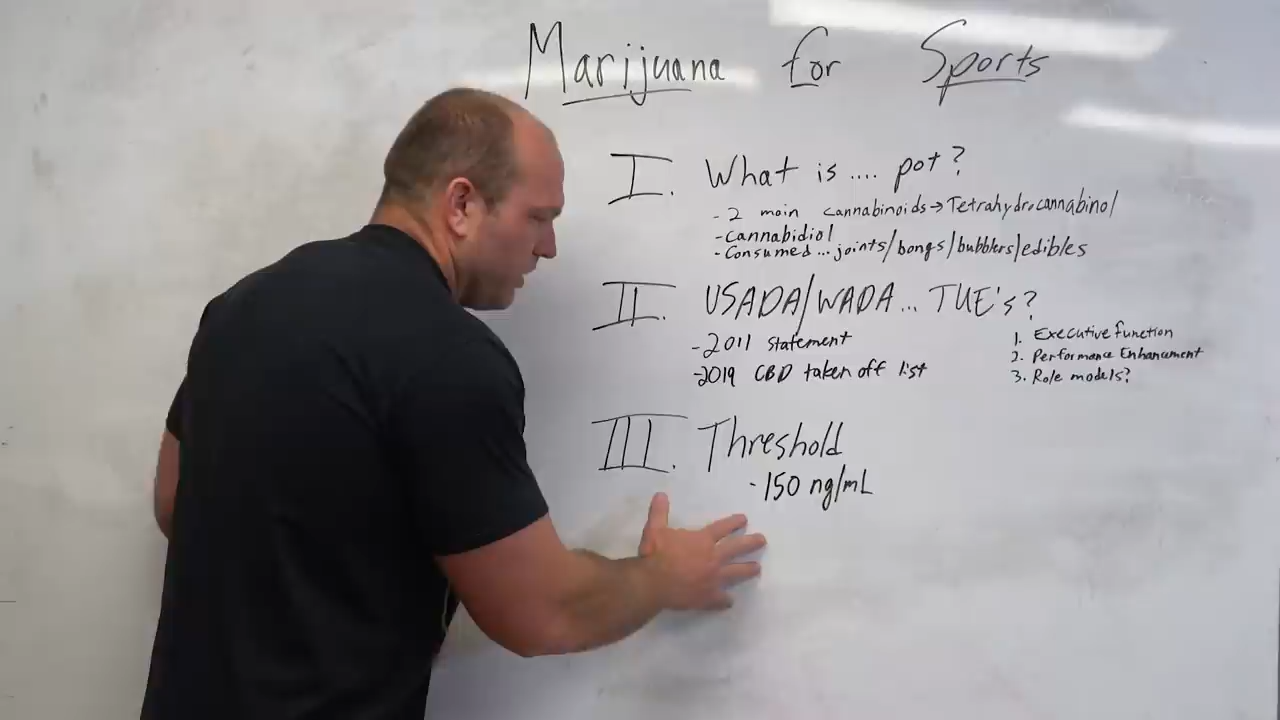 Marijuana for Sports
I. What is .... pot?
- 2 main cannabinoids → Tetrahydrocannabinol
- Cannabidiol
- Consumed ... joints/bongs/bubblers/edibles
II. USADA/WADA ... TUE's?
- 2011 statement
- 2019 CBD taken off list
1. Executive function
2. Performance Enhancement
3. Role models?
III. Threshold
- 150 ng/mL